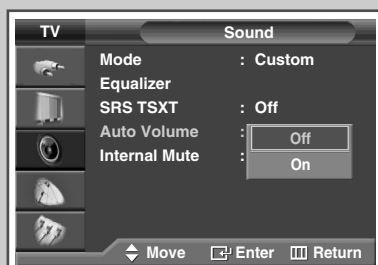 TV
Sound
Mode : Custom
Equalizer
SRS TSXT : Off
Auto Volume : Off
Internal Mute : On
Move Enter Return